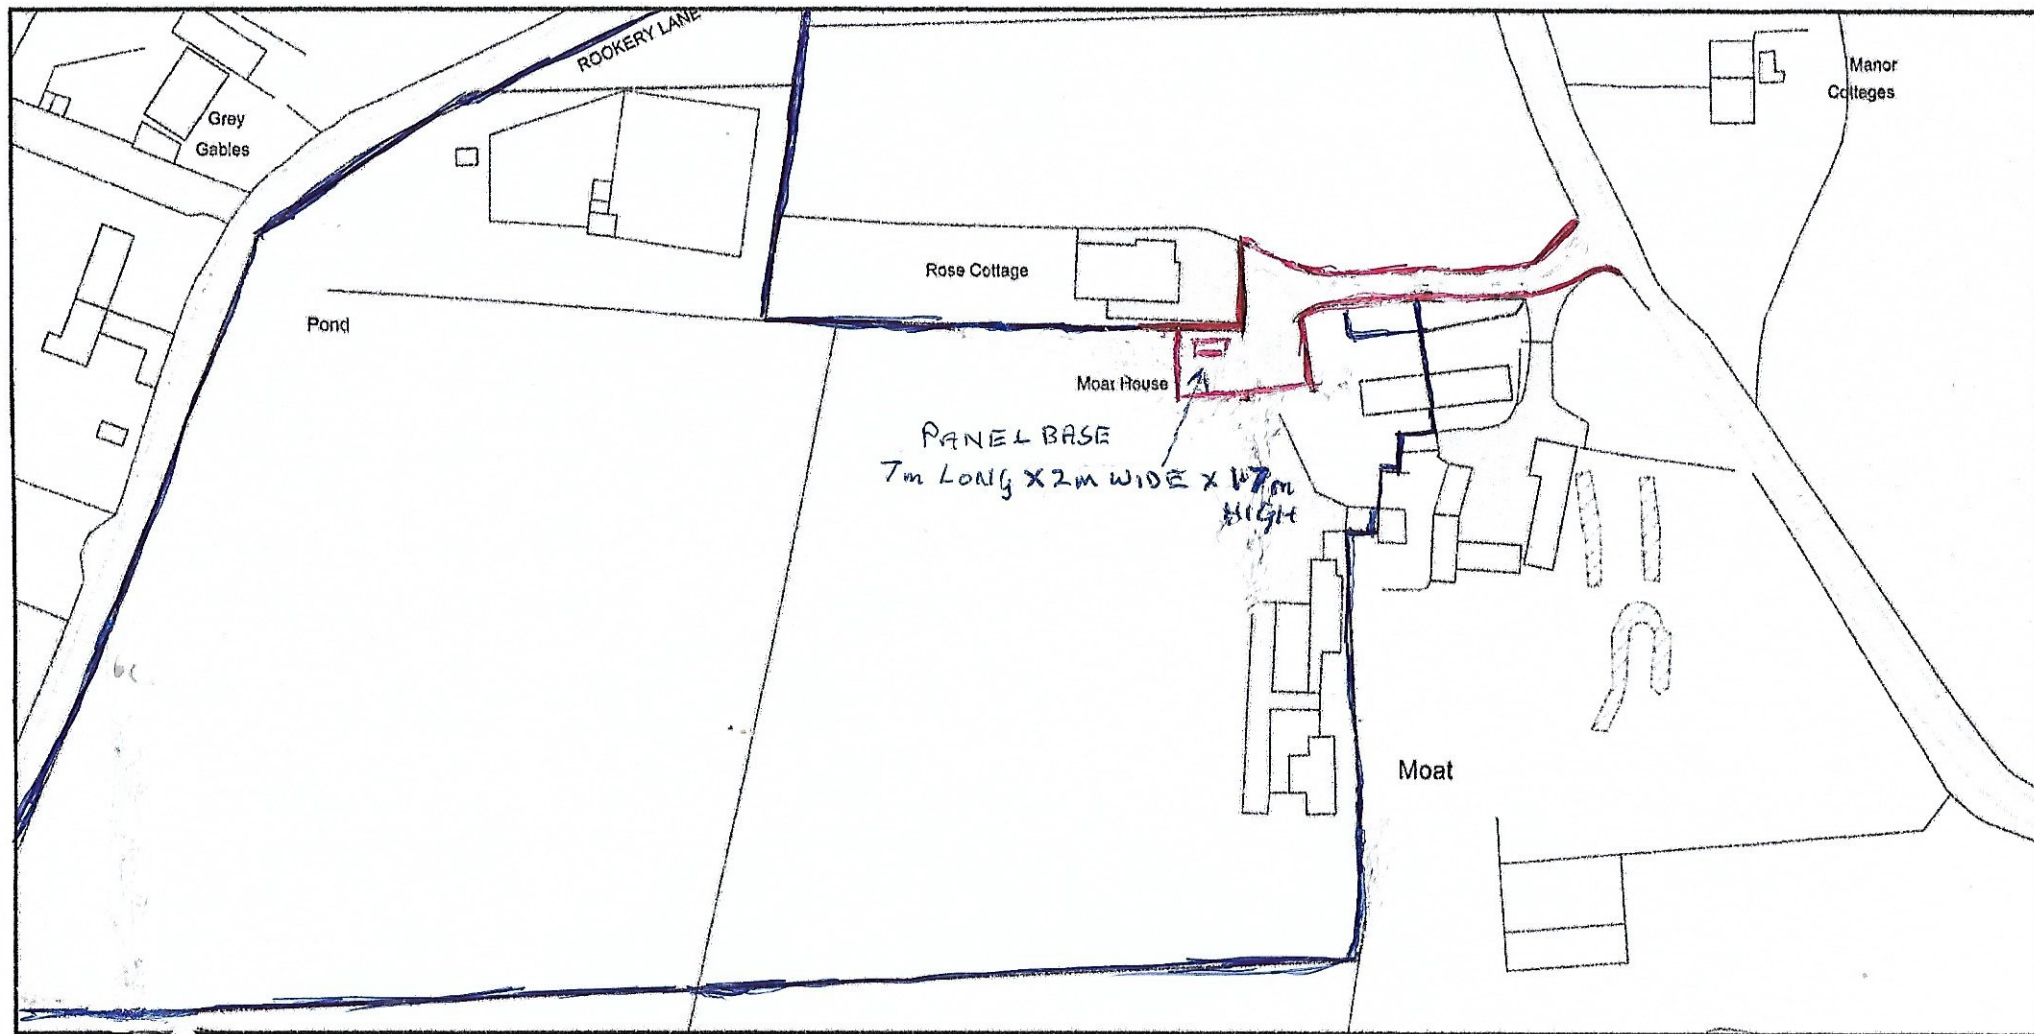 ROOKERY LANE
Grey
Gables
Manor
Cottages
Rose Cottage
Pond
Moat House
PANEL BASE
7m LONG X 2m WIDE X 1.7m
HIGH
Moat